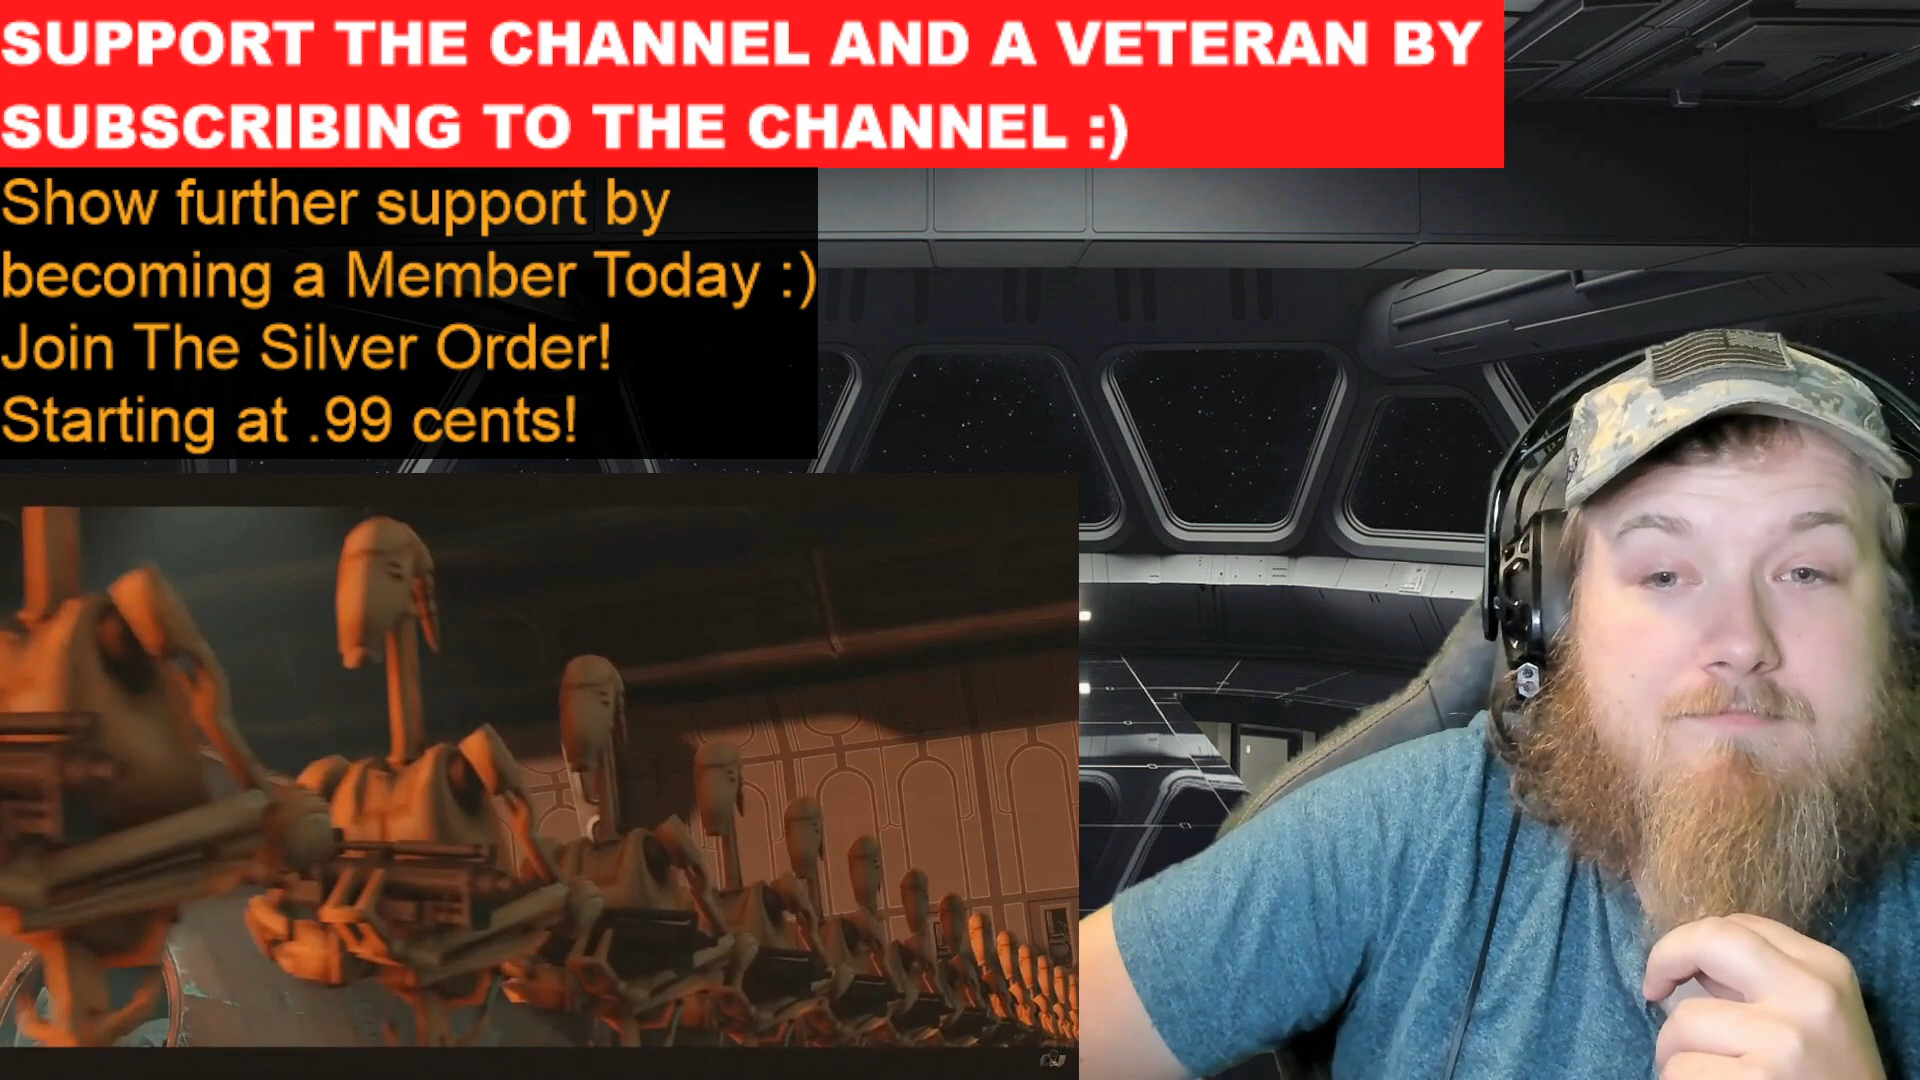 SUPPORT THE CHANNEL AND A VETERAN BY
SUBSCRIBING TO THE CHANNEL :)
Show further support by
becoming a Member Today :)
Join The Silver Order!
Starting at .99 cents!